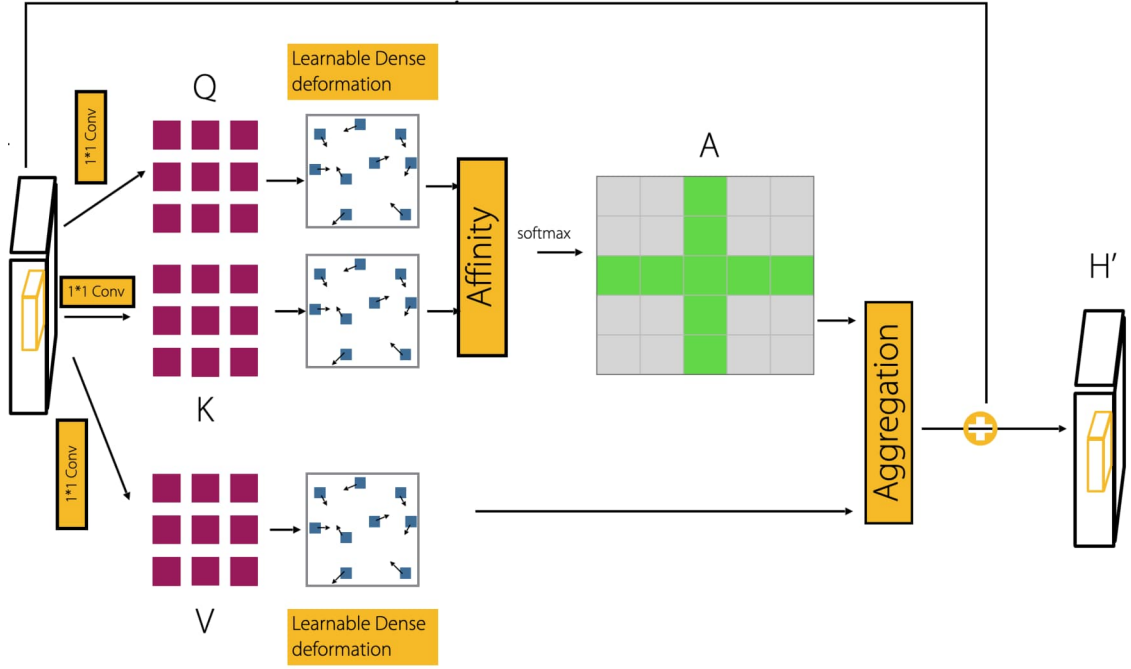 Learnable Dense
deformation
Q
1*1 Conv
A
Affinity
softmax
1*1 Conv
H'
K
Aggregation
1*1 Conv
V
Learnable Dense
deformation